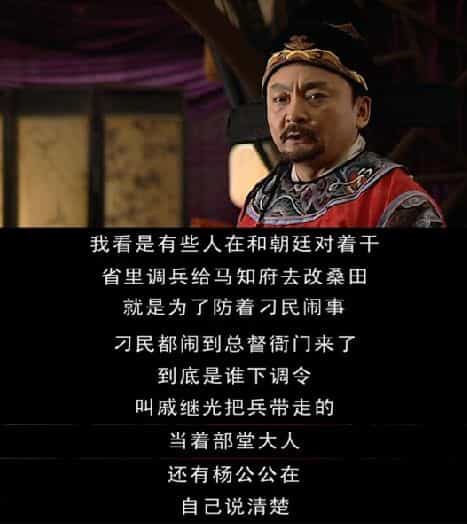 我看是有些人在和朝廷对着干
省里调兵给马知府去改桑田
就是为了防着刁民闹事
刁民都闹到总督衙门来了
到底是谁下调令
叫戚继光把兵带走的
当着部堂大人
还有杨公公在
自己说清楚